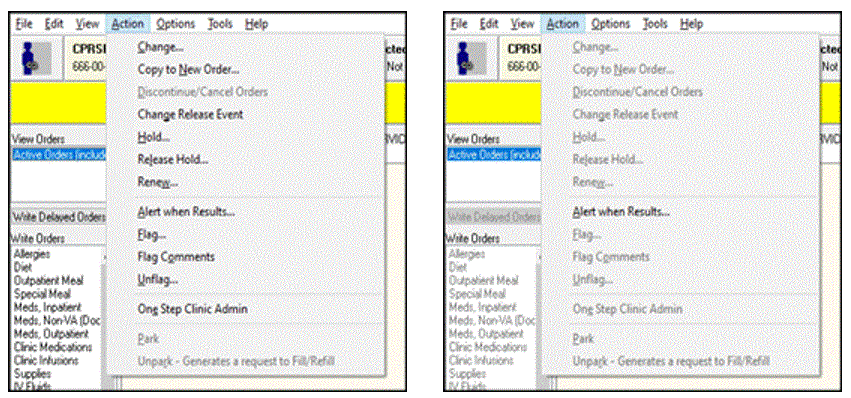 File Edit View Action Options Tools Help
CPRS
666-00-
Change...
Copy to New Order...
Discontinue/Cancel Orders
Change Release Event
Hold...
Release Hold...
Renew...
Alert when Results...
Flag...
Flag Comments
Unflag...
One Step Clinic Admin
Park
Unpark - Generates a request to Fill/Refill
cted
Not
View Orders
Active Orders (includ
Write Delayed Orders
Write Orders
Allergies
Diet
Outpatient Meal
Special Meal
Meds, Inpatient
Meds, Non-VA (Doc
Meds, Outpatient
Clinic Medications
Clinic Infusions
Supplies
IV Fluids
File Edit View Action Options Tools Help
CPRS
666-00-
Change...
Copy to New Order...
Discontinue/Cancel Orders
Change Release Event
Hold...
Release Hold...
Renew...
Alert when Results...
Flag...
Flag Comments
Unflag...
One Step Clinic Admin
Park
Unpark - Generates a request to Fill/Refill
cte
Not
VIC
View Orders
Active Orders (includ
Write Delayed Orders
Write Orders
Allergies
Diet
Outpatient Meal
Special Meal
Meds, Inpatient
Meds, Non-VA (Doc
Meds, Outpatient
Clinic Medications
Clinic Infusions
Supplies
IV Fluids